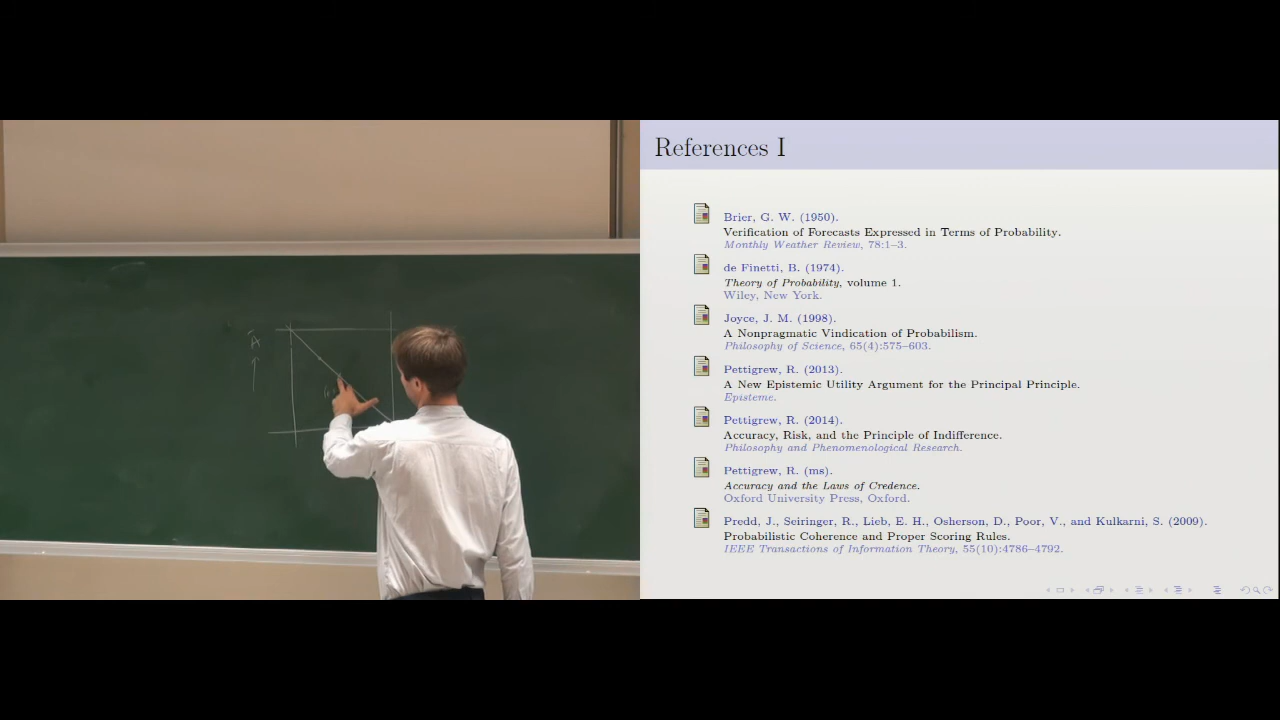 References I
Brier, G. W. (1950).
Verification of Forecasts Expressed in Terms of Probability.
Monthly Weather Review, 78:1–3.
de Finetti, B. (1974).
Theory of Probability, volume 1.
Wiley, New York.
Joyce, J. M. (1998).
A Nonpragmatic Vindication of Probabilism.
Philosophy of Science, 65(4):575–603.
Pettigrew, R. (2013).
A New Epistemic Utility Argument for the Principal Principle.
Episteme.
Pettigrew, R. (2014).
Accuracy, Risk, and the Principle of Indifference.
Philosophy and Phenomenological Research.
Pettigrew, R. (ms).
Accuracy and the Laws of Credence.
Oxford University Press, Oxford.
Predd, J., Seiringer, R., Lieb, E. H., Osherson, D., Poor, V., and Kulkarni, S. (2009).
Probabilistic Coherence and Proper Scoring Rules.
IEEE Transactions of Information Theory, 55(10):4786–4792.